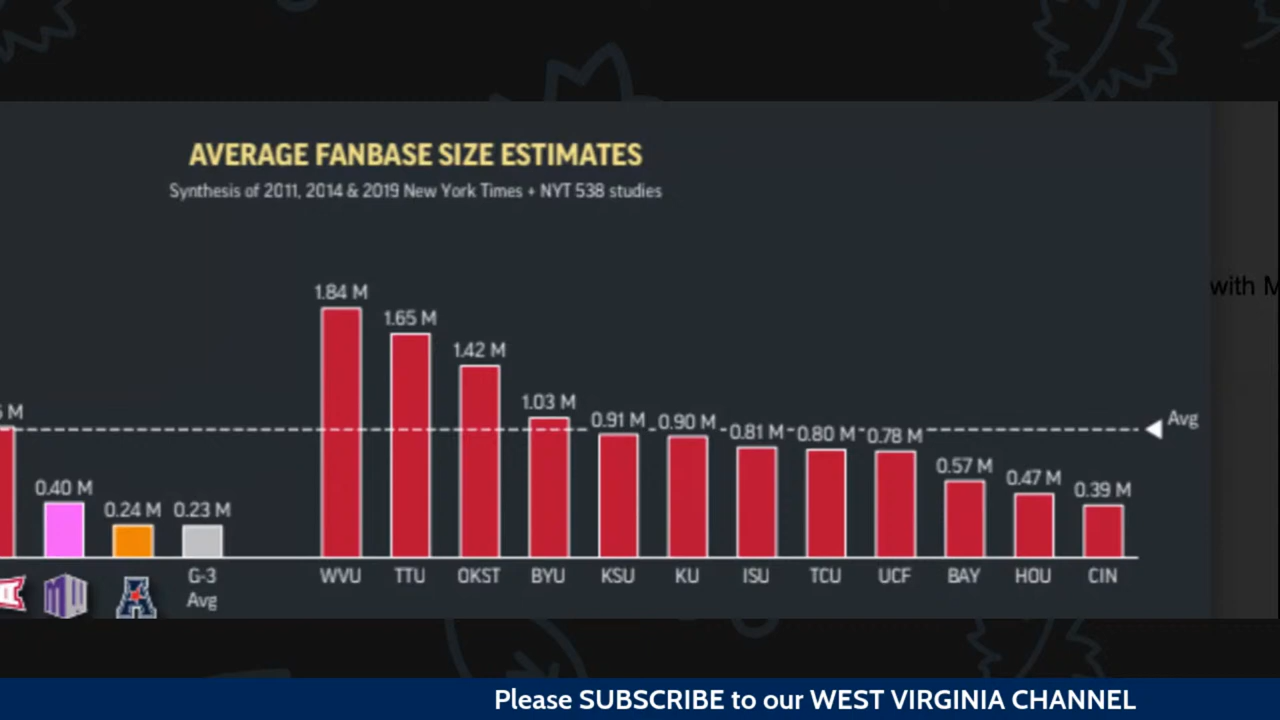 AVERAGE FANBASE SIZE ESTIMATES
Synthesis of 2011, 2014 & 2019 New York Times + NYT 538 studies
with
1.84 M
1.65 M
1.42 M
1.03 M
0.91 M
0.90 M
0.81 M
0.80 M
0.78 M
Avg
M
0.57 M
0.47 M
0.39 M
0.40 M
0.24 M
0.23 M
G-3
Avg
WVU
TTU
OKST
BYU
KSU
KU
ISU
TCU
UCF
BAY
HOU
CIN
Please SUBSCRIBE to our WEST VIRGINIA CHANNEL